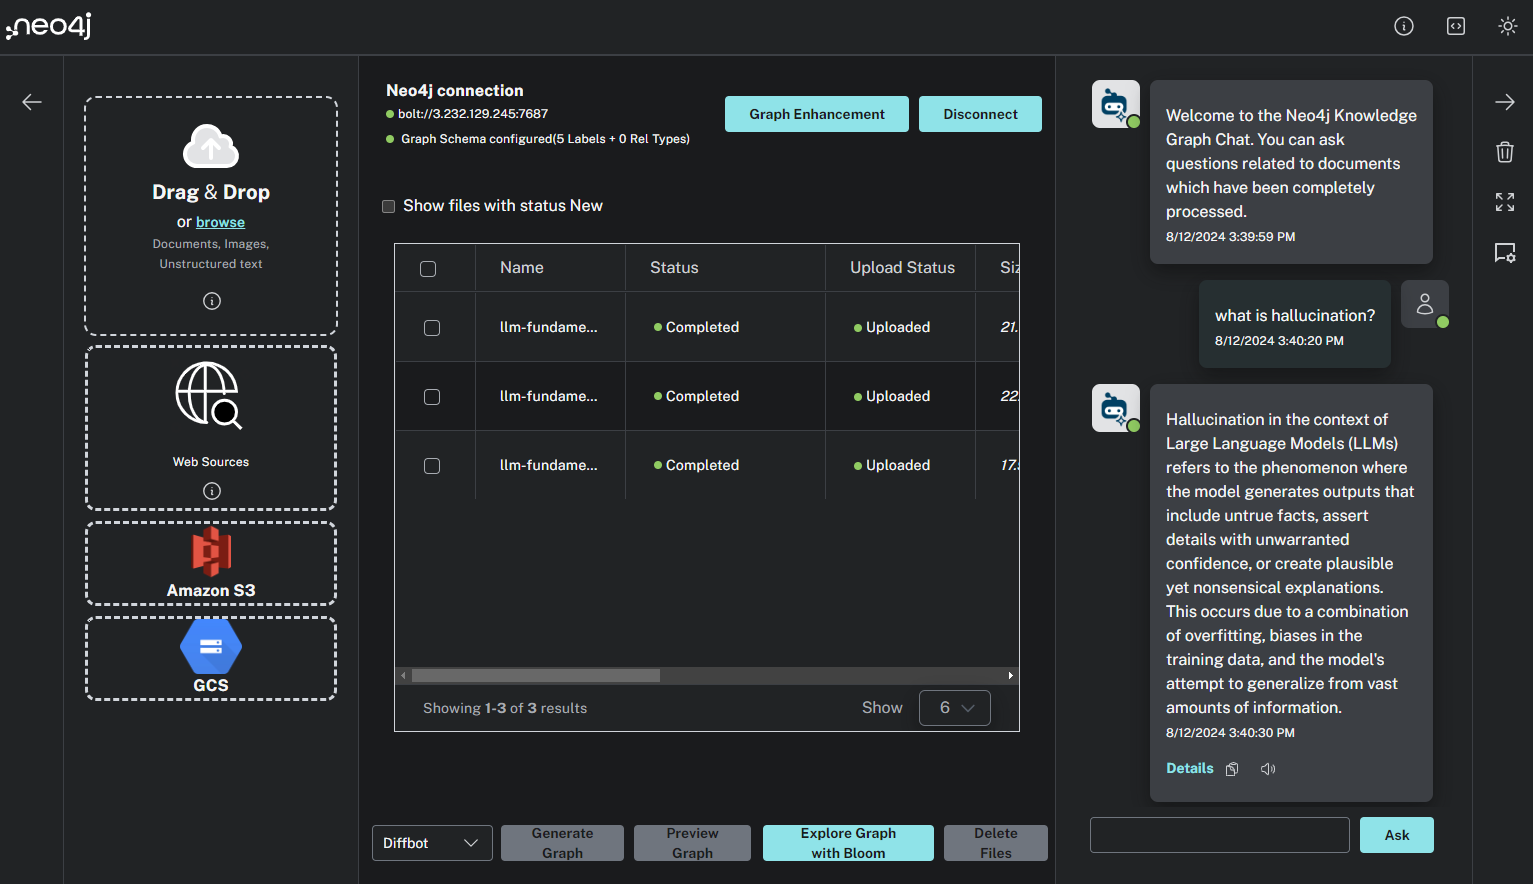 neo4j
Drag & Drop
or browse
Documents, Images,
Unstructured text
Web Sources
Amazon S3
GCS
Neo4j connection
bolt://3.232.129.245:7687
Graph Schema configured(5 Labels + 0 Rel Types)
Graph Enhancement
Disconnect
Show files with status New
Name Status Upload Status Siz
llm-fundame... Completed Uploaded 21.
llm-fundame... Completed Uploaded 22.
llm-fundame... Completed Uploaded 17.
Showing 1-3 of 3 results
Show 6
Diffbot
Generate
Graph
Preview
Graph
Explore Graph
with Bloom
Delete
Files
Welcome to the Neo4j Knowledge
Graph Chat. You can ask
questions related to documents
which have been completely
processed.
8/12/2024 3:39:59 PM
what is hallucination?
8/12/2024 3:40:20 PM
Hallucination in the context of
Large Language Models (LLMs)
refers to the phenomenon where
the model generates outputs that
include untrue facts, assert
details with unwarranted
confidence, or create plausible
yet nonsensical explanations.
This occurs due to a combination
of overfitting, biases in the
training data, and the model's
attempt to generalize from vast
amounts of information.
8/12/2024 3:40:30 PM
Details
Ask